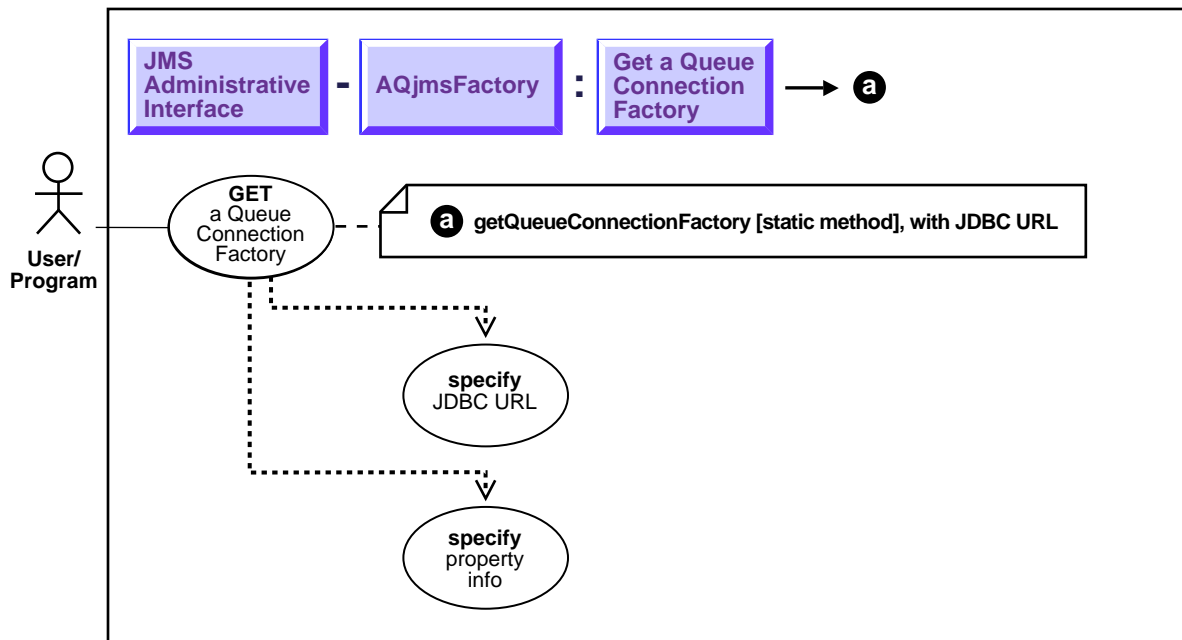 JMS
Administrative
Interface
-
AQjmsFactory
:
Get a Queue
Connection
Factory
a
User/
Program
GET
a Queue
Connection
Factory
a getQueueConnectionFactory [static method], with JDBC URL
specify
JDBC URL
specify
property
info